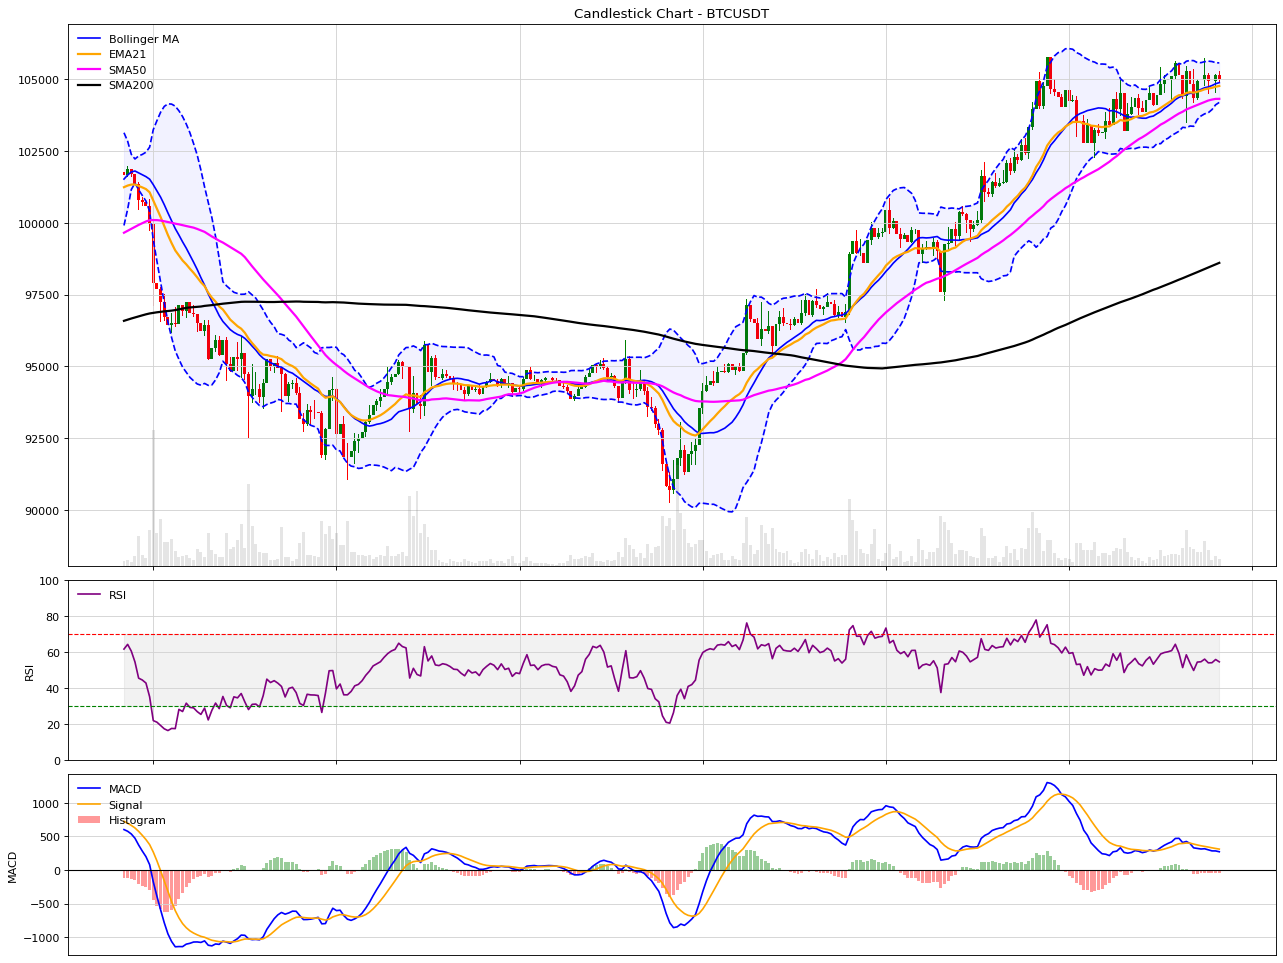 Candlestick Chart - BTCUSDT
Bollinger MA
EMA21
SMA50
SMA200
105000
102500
100000
97500
95000
92500
90000
RSI
100
80
60
40
20
0
RSI
MACD
Signal
Histogram
1000
500
0
−500
−1000
MACD